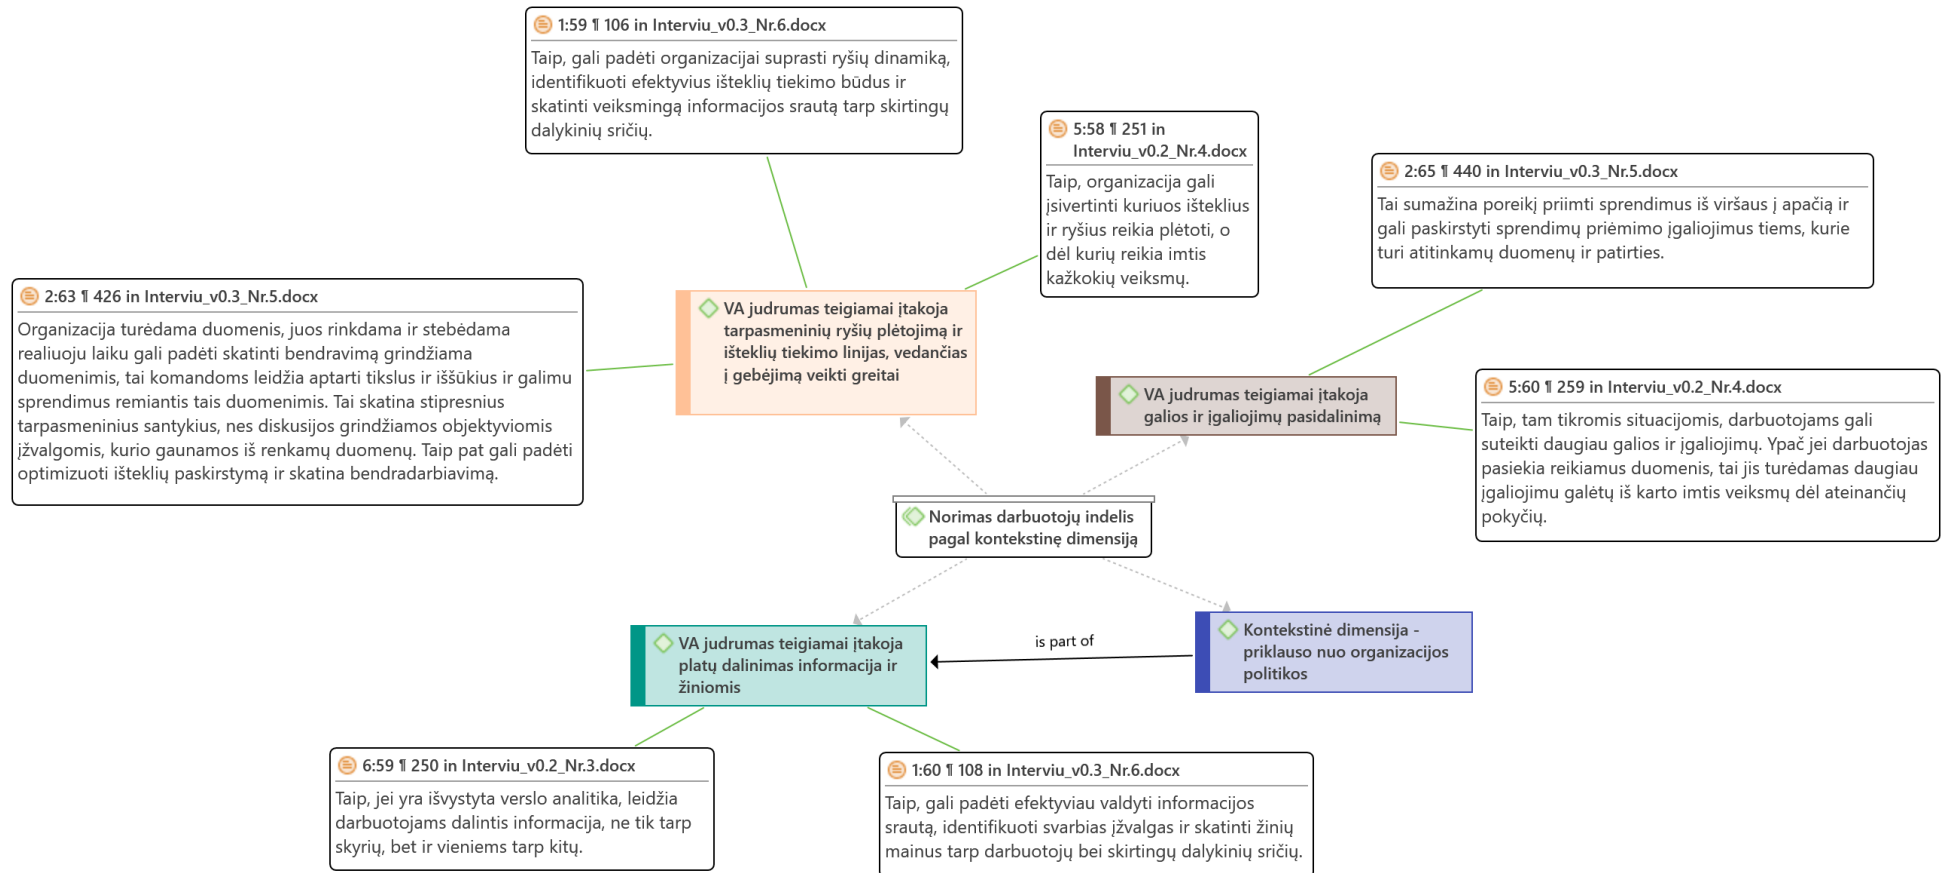 1:59 ¶ 106 in Interviu_v0.3_Nr.6.docx
Taip, gali padėti organizacijai suprasti ryšių dinamiką,
identifikuoti efektyvius išteklių tiekimo būdus ir
skatinti veiksmingą informacijos srautą tarp skirtingų
dalykinių sričių.
5:58 ¶ 251 in
Interviu_v0.2_Nr.4.docx
Taip, organizacija gali
įsivertinti kuriuos išteklius
ir ryšius reikia plėtoti, o
dėl kurių reikia imtis
kažkokių veiksmų.
2:65 ¶ 440 in Interviu_v0.3_Nr.5.docx
Tai sumažina poreikį priimti sprendimus iš viršaus į apačią ir
gali paskirstyti sprendimų priėmimo įgaliojimus tiems, kurie
turi atitinkamų duomenų ir patirties.
2:63 ¶ 426 in Interviu_v0.3_Nr.5.docx
Organizacija turėdama duomenis, juos rinkdama ir stebėdama
realiuoju laiku gali padėti skatinti bendravimą grindžiama
duomenimis, tai komandoms leidžia aptarti tikslus ir iššūkius ir galimu
sprendimus remiantis tais duomenimis. Tai skatina stipresnius
tarpasmeninius santykius, nes diskusijos grindžiamos objektyviomis
įžvalgomis, kurio gaunamos iš renkamų duomenų. Taip pat gali padėti
optimizuoti išteklių paskirstymą ir skatina bendradarbiavimą.
VA judrumas teigiamai įtakoja
tarpasmeninių ryšių plėtojimą ir
išteklių tiekimo linijas, vedančias
į gebėjimą veikti greitai
VA judrumas teigiamai įtakoja
galios ir įgaliojimų pasidalinimą
5:60 ¶ 259 in Interviu_v0.2_Nr.4.docx
Taip, tam tikromis situacijomis, darbuotojams gali
suteikti daugiau galios ir įgaliojimų. Ypač jei darbuotojas
pasiekia reikiamus duomenis, tai jis turėdamas daugiau
įgaliojimu galėtų iš karto imtis veiksmų dėl ateinančių
pokyčių.
Norimas darbuotojų indelis
pagal kontekstinę dimensiją
VA judrumas teigiamai įtakoja
platų dalinimas informacija ir
žiniomis
is part of
Kontekstinė dimensija -
priklauso nuo organizacijos
politikos
6:59 ¶ 250 in Interviu_v0.2_Nr.3.docx
Taip, jei yra išvystyta verslo analitika, leidžia
darbuotojams dalintis informacija, ne tik tarp
skyrių, bet ir vieniems tarp kitų.
1:60 ¶ 108 in Interviu_v0.3_Nr.6.docx
Taip, gali padėti efektyviau valdyti informacijos
srautą, identifikuoti svarbias įžvalgas ir skatinti žinių
mainus tarp darbuotojų bei skirtingų dalykinių sričių.